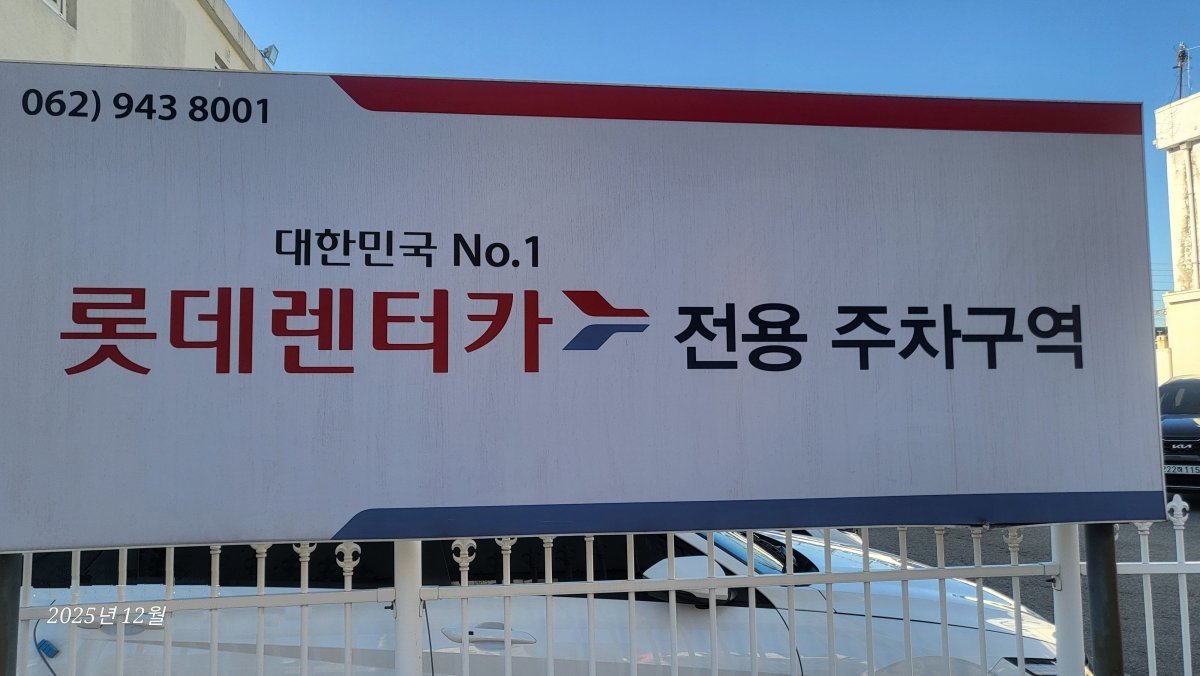 062) 943 8001
대한민국 No.1
롯데렌터카 전용 주차구역
KIA
2025년 12월